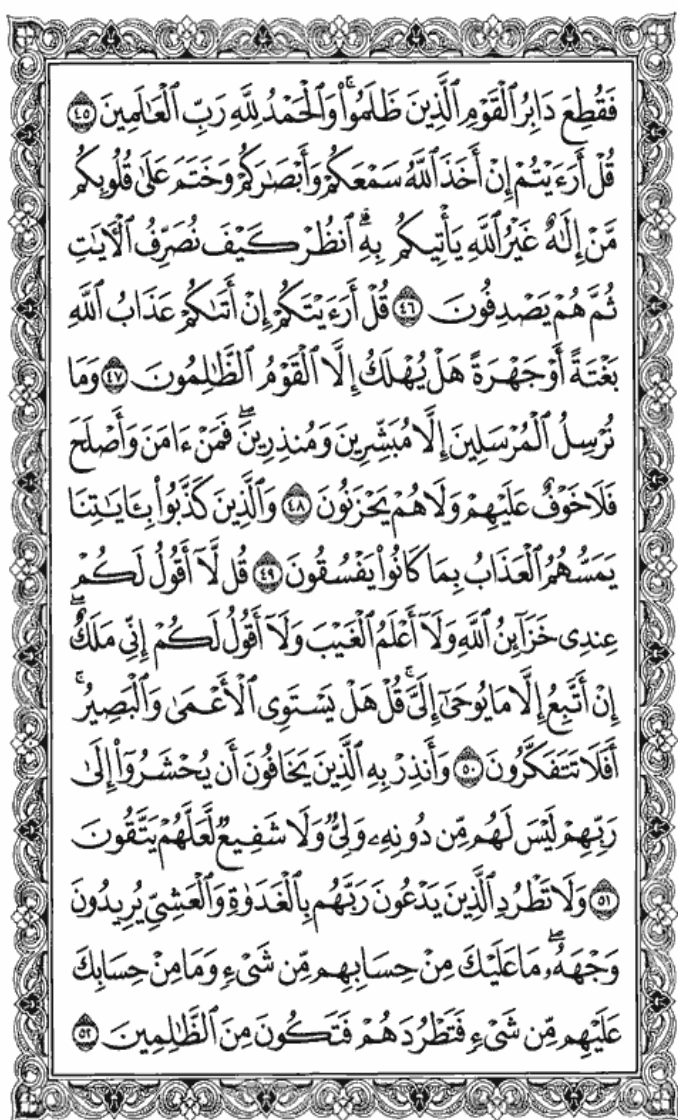 فَقُطِعَ دَابِرُ ٱلْقَوْمِ ٱلَّذِينَ ظَلَمُوا۟ ۚ وَٱلْحَمْدُ لِلَّهِ رَبِّ ٱلْعَـٰلَمِينَ ٤٥
قُلْ أَرَءَيْتُمْ إِنْ أَخَذَ ٱللَّهُ سَمْعَكُمْ وَأَبْصَـٰرَكُمْ وَخَتَمَ عَلَىٰ قُلُوبِكُم
مَّنْ إِلَـٰهٌ غَيْرُ ٱللَّهِ يَأْتِيكُم بِهِ ۗ ٱنظُرْ كَيْفَ نُصَرِّفُ ٱلْـَٔايَـٰتِ
ثُمَّ هُمْ يَصْدِفُونَ ٤٦ قُلْ أَرَءَيْتَكُمْ إِنْ أَتَىٰكُمْ عَذَابُ ٱللَّهِ
بَغْتَةً أَوْ جَهْرَةً هَلْ يُهْلَكُ إِلَّا ٱلْقَوْمُ ٱلظَّـٰلِمُونَ ٤٧ وَمَا
نُرْسِلُ ٱلْمُرْسَلِينَ إِلَّا مُبَشِّرِينَ وَمُنذِرِينَ ۖ فَمَنْ ءَامَنَ وَأَصْلَحَ
فَلَا خَوْفٌ عَلَيْهِمْ وَلَا هُمْ يَحْزَنُونَ ٤٨ وَٱلَّذِينَ كَذَّبُوا۟ بِـَٔايَـٰتِنَا
يَمَسُّهُمُ ٱلْعَذَابُ بِمَا كَانُوا۟ يَفْسُقُونَ ٤٩ قُل لَّآ أَقُولُ لَكُمْ
عِندِى خَزَآئِنُ ٱللَّهِ وَلَآ أَعْلَمُ ٱلْغَيْبَ وَلَآ أَقُولُ لَكُمْ إِنِّى مَلَكٌ ۖ
إِنْ أَتَّبِعُ إِلَّا مَا يُوحَىٰٓ إِلَىَّ ۚ قُلْ هَلْ يَسْتَوِى ٱلْأَعْمَىٰ وَٱلْبَصِيرُ ۚ
أَفَلَا تَتَفَكَّرُونَ ٥٠ وَأَنذِرْ بِهِ ٱلَّذِينَ يَخَافُونَ أَن يُحْشَرُوٓا۟ إِلَىٰ
رَبِّهِمْ ۙ لَيْسَ لَهُم مِّن دُونِهِۦ وَلِىٌّ وَلَا شَفِيعٌ لَّعَلَّهُمْ يَتَّقُونَ
٥١ وَلَا تَطْرُدِ ٱلَّذِينَ يَدْعُونَ رَبَّهُم بِٱلْغَدَوٰةِ وَٱلْعَشِىِّ يُرِيدُونَ
وَجْهَهُۥ ۖ مَا عَلَيْكَ مِنْ حِسَابِهِم مِّن شَىْءٍ وَمَا مِنْ حِسَابِكَ
عَلَيْهِم مِّن شَىْءٍ فَتَطْرُدَهُمْ فَتَكُونَ مِنَ ٱلظَّـٰلِمِينَ ٥٢